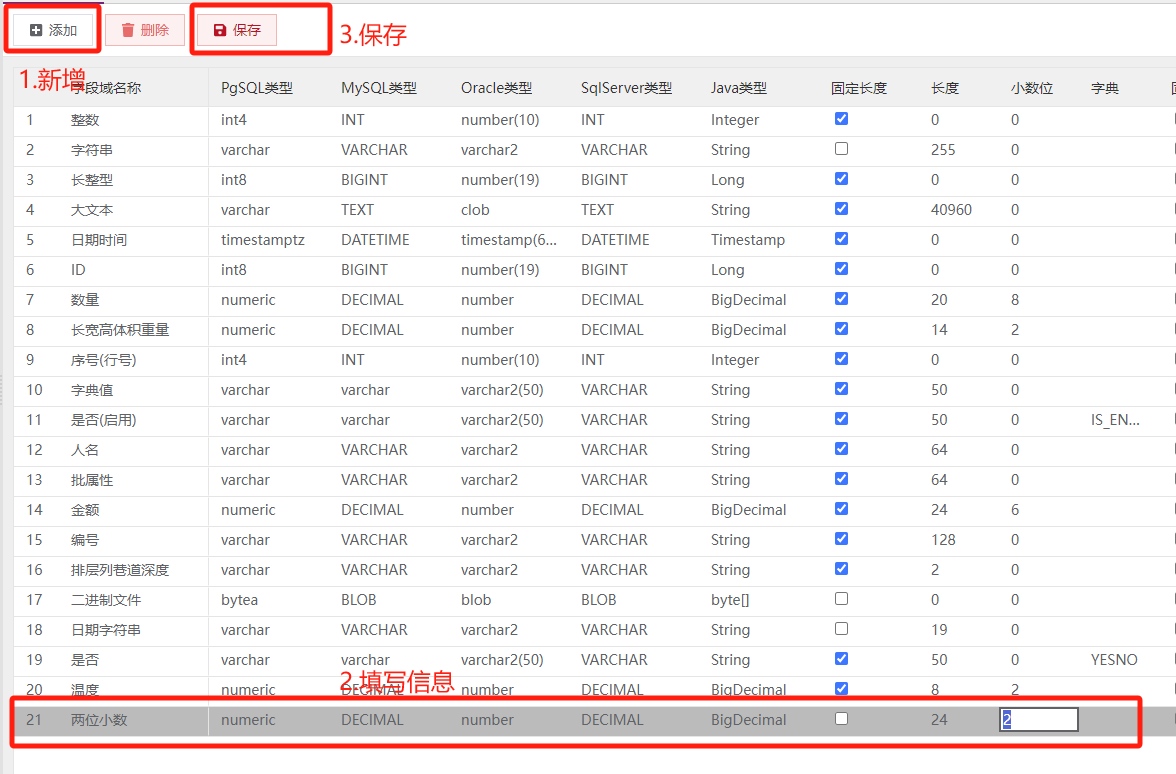 添加 删除 保存 3.保存
1.新增
字段域名称 PgSQL类型 MySQL类型 Oracle类型 SqlServer类型 Java类型 固定长度 长度 小数位 字典
1 整数 int4 INT number(10) INT Integer 0 0
2 字符串 varchar VARCHAR varchar2 VARCHAR String 255 0
3 长整型 int8 BIGINT number(19) BIGINT Long 0 0
4 大文本 varchar TEXT clob TEXT String 40960 0
5 日期时间 timestamptz DATETIME timestamp(6... DATETIME Timestamp 0 0
6 ID int8 BIGINT number(19) BIGINT Long 0 0
7 数量 numeric DECIMAL number DECIMAL BigDecimal 20 8
8 长宽高体积重量 numeric DECIMAL number DECIMAL BigDecimal 14 2
9 序号(行号) int4 INT number(10) INT Integer 0 0
10 字典值 varchar varchar varchar2(50) VARCHAR String 50 0
11 是否(启用) varchar varchar varchar2(50) VARCHAR String 50 0 IS_EN...
12 人名 varchar VARCHAR varchar2 VARCHAR String 64 0
13 批属性 varchar VARCHAR varchar2 VARCHAR String 64 0
14 金额 numeric DECIMAL number DECIMAL BigDecimal 24 6
15 编号 varchar VARCHAR varchar2 VARCHAR String 128 0
16 排层列巷道深度 varchar VARCHAR varchar2 VARCHAR String 2 0
17 二进制文件 bytea BLOB blob BLOB byte[] 0 0
18 日期字符串 varchar VARCHAR varchar2 VARCHAR String 19 0
19 是否 varchar varchar varchar2(50) VARCHAR String 50 0 YESNO
2.填写信息
20 温度 numeric DECIMAL number DECIMAL BigDecimal 8 2
21 两位小数 numeric DECIMAL number DECIMAL BigDecimal 24 2